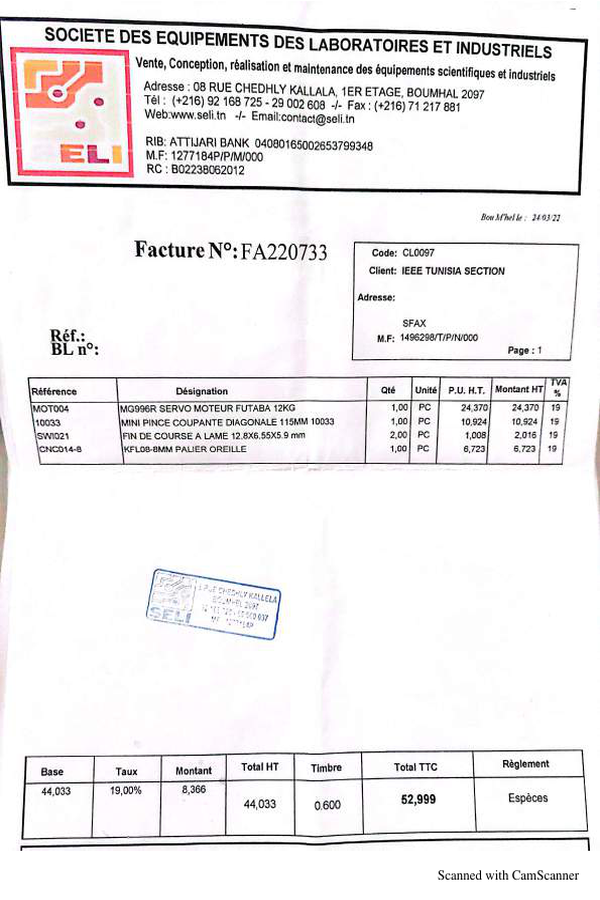 SOCIETE DES EQUIPEMENTS DES LABORATOIRES ET INDUSTRIELS
Vente, Conception, réalisation et maintenance des équipements scientifiques et industriels
Adresse : 08 RUE CHEDHLY KALLALA, 1ER ETAGE, BOUMHAL 2097
Tél : (+216) 92 168 725 - 29 002 608 -/- Fax : (+216) 71 217 881
Web:www.seli.tn -/- Email:contact@seli.tn
RIB: ATTIJARI BANK 04080165002653799348
M.F: 1277184P/P/M/000
RC : B02238062012
ELI
Bou M'hel le : 24/03/22
Facture N°: FA220733
Code: CL0097
Client: IEEE TUNISIA SECTION
Adresse:
SFAX
M.F: 1496298/T/P/N/000
Page : 1
Réf.:
BL n°:
Référence Désignation Qté Unité P.U. H.T. Montant HT TVA %
MOT004 MG996R SERVO MOTEUR FUTABA 12KG 1,00 PC 24,370 24,370 19
10033 MINI PINCE COUPANTE DIAGONALE 115MM 10033 1,00 PC 10,924 10,924 19
SWI021 FIN DE COURSE A LAME 12.8X6.55X5.9 mm 2,00 PC 1,008 2,016 19
CNC014-8 KFL08-8MM PALIER OREILLE 1,00 PC 6,723 6,723 19
RUE CHEDHLY KALLELA
BOUMHEL 2097
SELI
Base Taux Montant Total HT Timbre Total TTC Règlement
44,033 19,00% 8,366 44,033 0.600 52,999 Espèces
Scanned with CamScanner